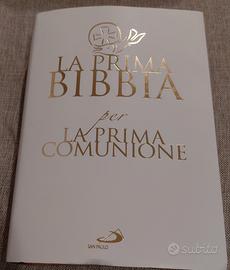 LA PRIMA
BIBBIA
per
LA PRIMA
COMUNIONE
SAN PAOLO
subito